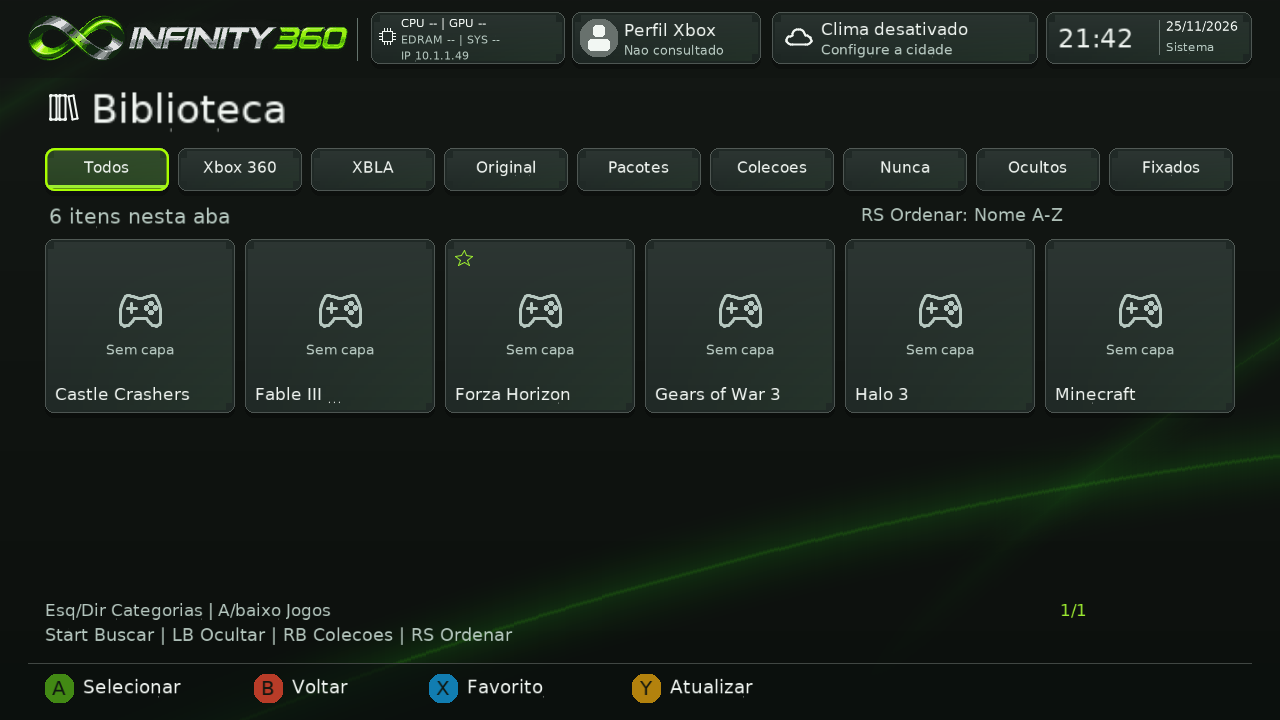 INFINITY 360
CPU -- | GPU --
EDRAM -- | SYS --
IP 10.1.1.49
Perfil Xbox
Nao consultado
Clima desativado
Configure a cidade
21:42
25/11/2026
Sistema
Biblioteca
Todos
Xbox 360
XBLA
Original
Pacotes
Colecoes
Nunca
Ocultos
Fixados
6 itens nesta aba
RS Ordenar: Nome A-Z
Sem capa
Castle Crashers
Sem capa
Fable III ...
Sem capa
Forza Horizon
Sem capa
Gears of War 3
Sem capa
Halo 3
Sem capa
Minecraft
Esq/Dir Categorias | A/baixo Jogos
1/1
Start Buscar | LB Ocultar | RB Colecoes | RS Ordenar
A Selecionar
B Voltar
X Favorito
Y Atualizar